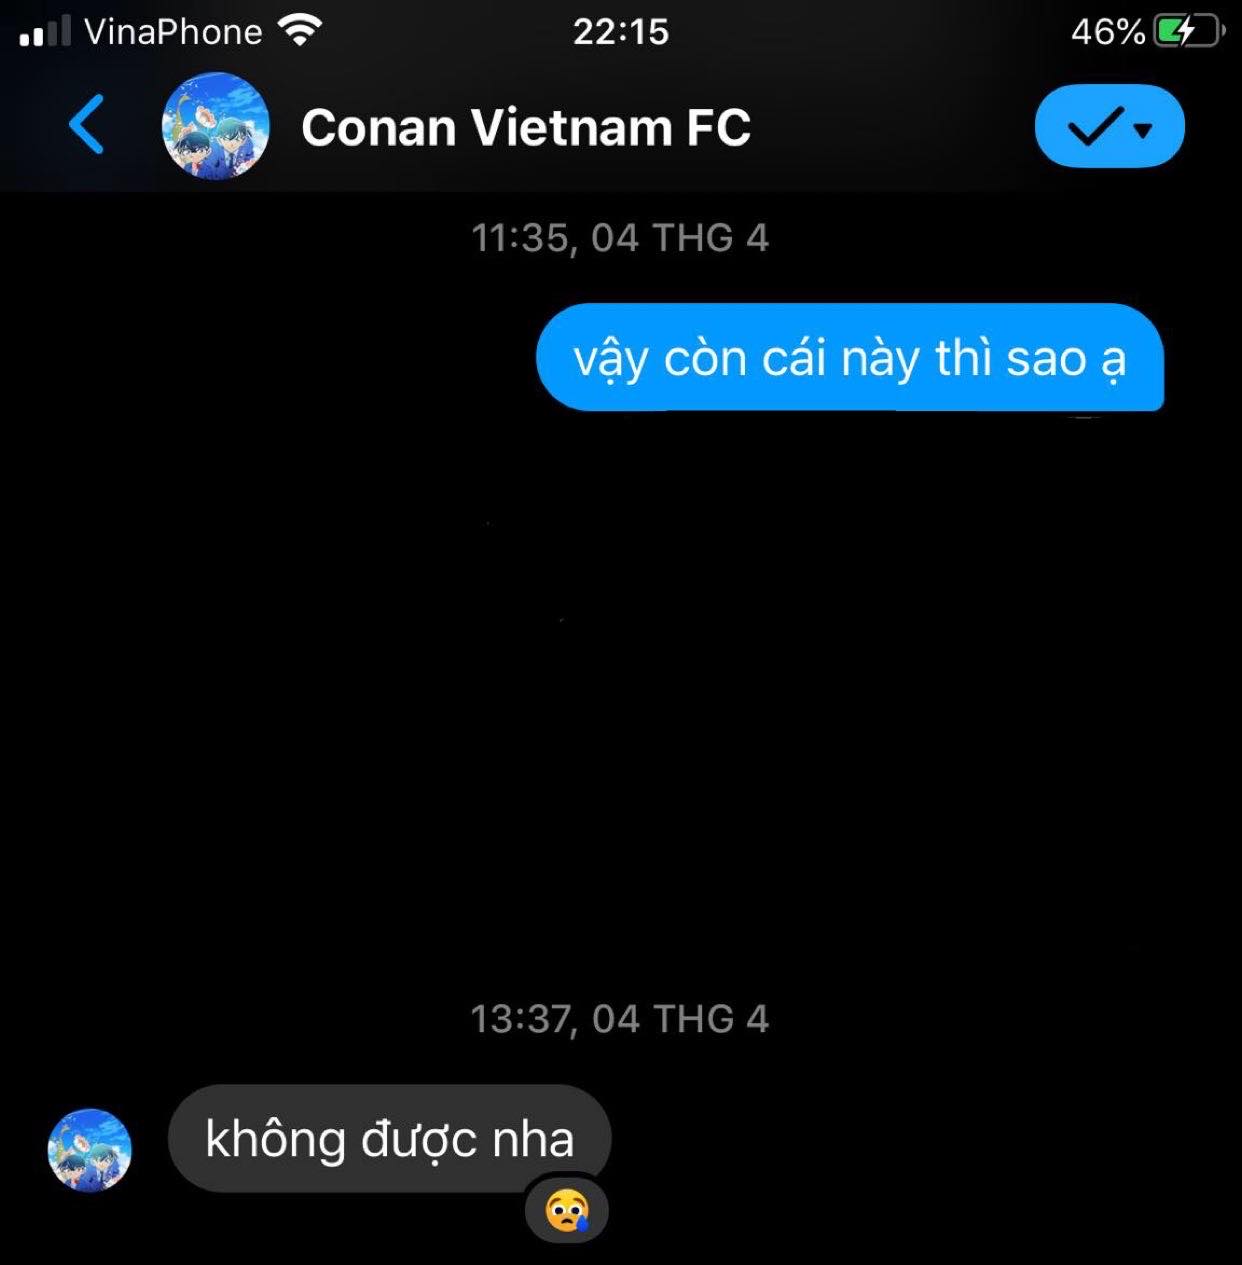 VinaPhone 22:15 46%
Conan Vietnam FC
11:35, 04 THG 4
vậy còn cái này thì sao ạ
13:37, 04 THG 4
không được nha